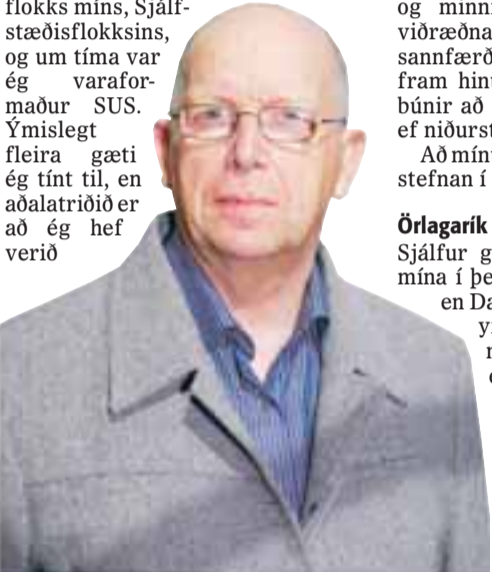 flokks míns, Sjálf-
stæðisflokksins,
og um tíma var
ég varafor-
maður SUS.
Ýmislegt
fleira gæti
ég tínt til, en
aðalatriðið er
að ég hef
verið
og minni
viðræðna
sannfærð
fram hin
búnir að
ef niðurst
Að mín
stefnan í
Örlagarík
Sjálfur g
mína í þe
en Da